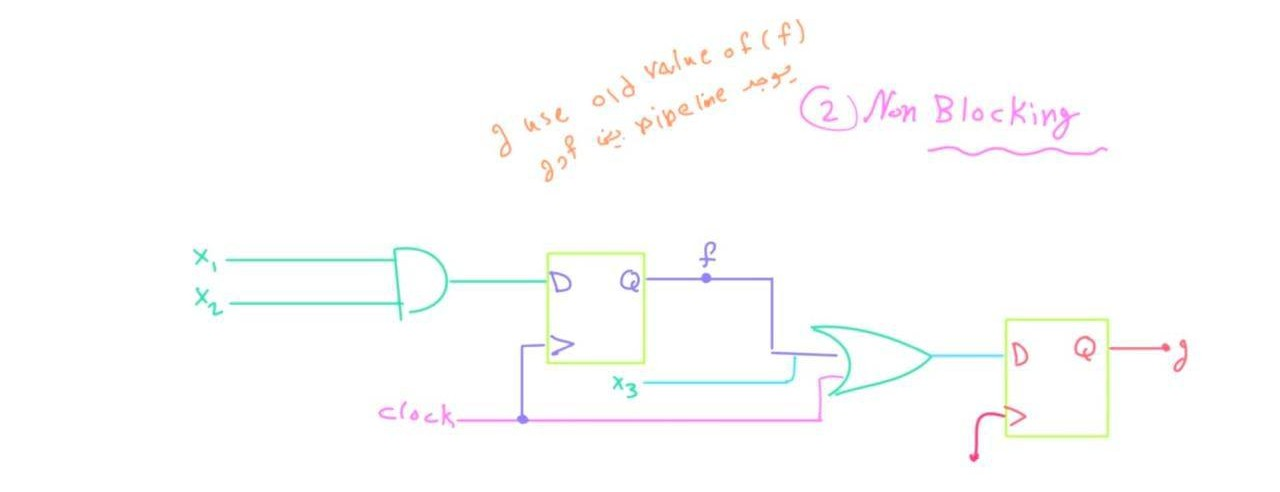 g use old value of (f)
يوجد pipeline بين f و g
② Non Blocking
x₁
x₂
D Q
f
x₃
clock
D Q
g